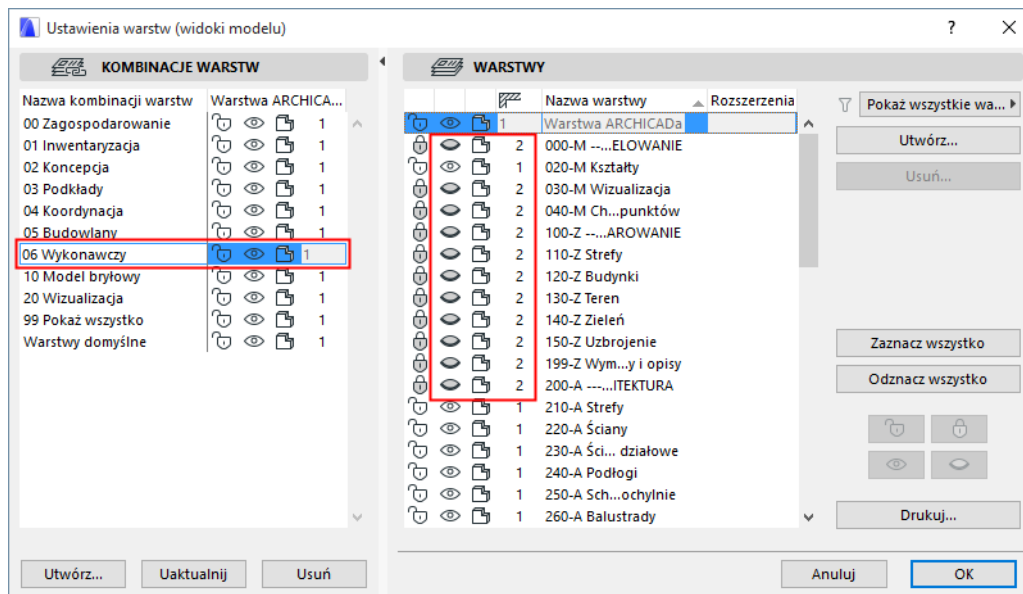 Ustawienia warstw (widoki modelu) ?
KOMBINACJE WARSTW
Nazwa kombinacji warstw Warstwa ARCHICA...
00 Zagospodarowanie 1
01 Inwentaryzacja 1
02 Koncepcja 1
03 Podkłady 1
04 Koordynacja 1
05 Budowlany 1
06 Wykonawczy 1
10 Model bryłowy 1
20 Wizualizacja 1
99 Pokaż wszystko 1
Warstwy domyślne 1
Utwórz... Uaktualnij Usuń
WARSTWY
Nazwa warstwy Rozszerzenia
1 Warstwa ARCHICADa
2 000-M --...ELOWANIE
1 020-M Kształty
2 030-M Wizualizacja
2 040-M Ch...punktów
2 100-Z --...AROWANIE
2 110-Z Strefy
2 120-Z Budynki
2 130-Z Teren
2 140-Z Zieleń
2 150-Z Uzbrojenie
2 199-Z Wym...y i opisy
2 200-A ---...ITEKTURA
1 210-A Strefy
1 220-A Ściany
1 230-A Ści... działowe
1 240-A Podłogi
1 250-A Sch...ochylnie
1 260-A Balustrady
Pokaż wszystkie wa...
Utwórz...
Usuń...
Zaznacz wszystko
Odznacz wszystko
Drukuj...
Anuluj OK